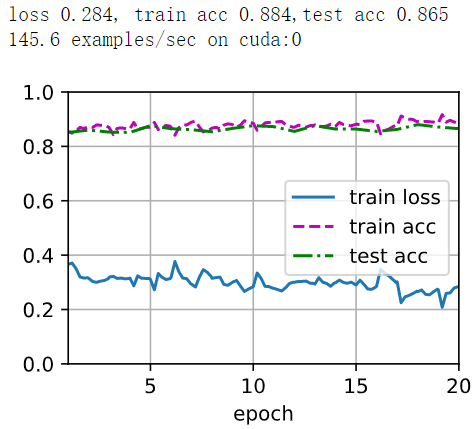 loss 0.284, train acc 0.884, test acc 0.865
145.6 examples/sec on cuda:0
1.0
0.8
0.6
0.4
0.2
0.0
train loss
train acc
test acc
5 10 15 20
epoch